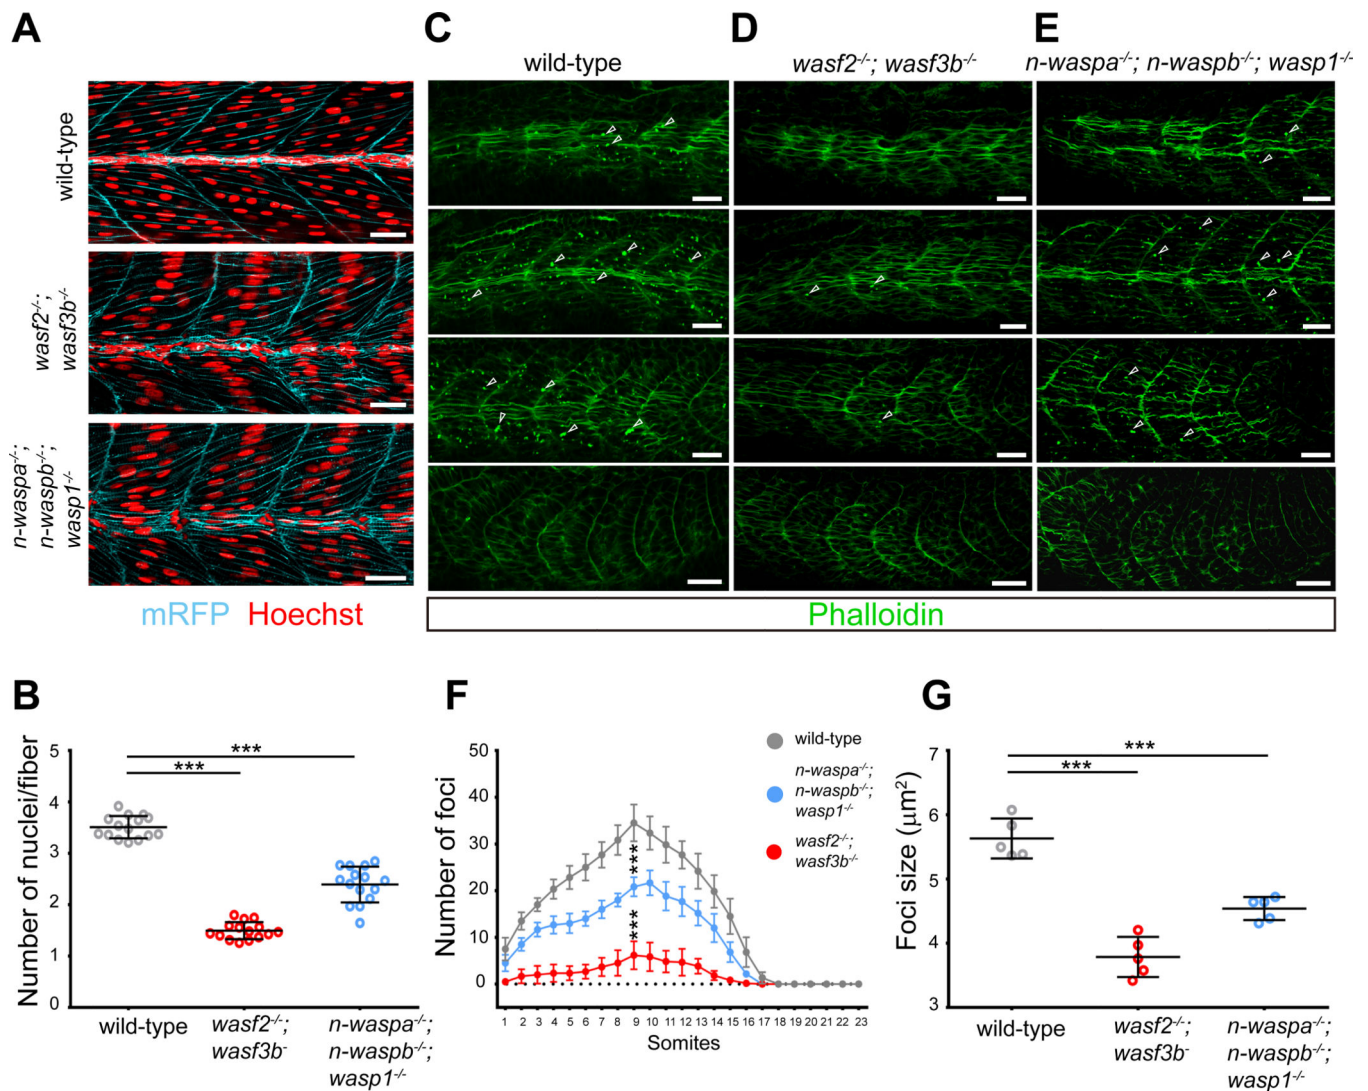 A
C
D
E
wild-type
wasf2-/-; wasf3b-/-
n-waspa-/-; n-waspb-/-; wasp1-/-
wild-type
wasf2-/-;
wasf3b-/-
n-waspa-/-;
n-waspb-/-;
wasp1-/-
mRFP Hoechst
Phalloidin
B
Number of nuclei/fiber
5
4
3
2
1
0
***
***
wild-type
wasf2-/-;
wasf3b-
n-waspa-/-;
n-waspb-/-;
wasp1-/-
F
Number of foci
50
40
30
20
10
0
***
***
1 2 3 4 5 6 7 8 9 10 11 12 13 14 15 16 17 18 19 20 21 22 23
Somites
wild-type
n-waspa-/-;
n-waspb-/-;
wasp1-/-
wasf2-/-;
wasf3b-/-
G
Foci size (μm²)
7
6
5
4
3
***
***
wild-type
wasf2-/-;
wasf3b-
n-waspa-/-;
n-waspb-/-;
wasp1-/-